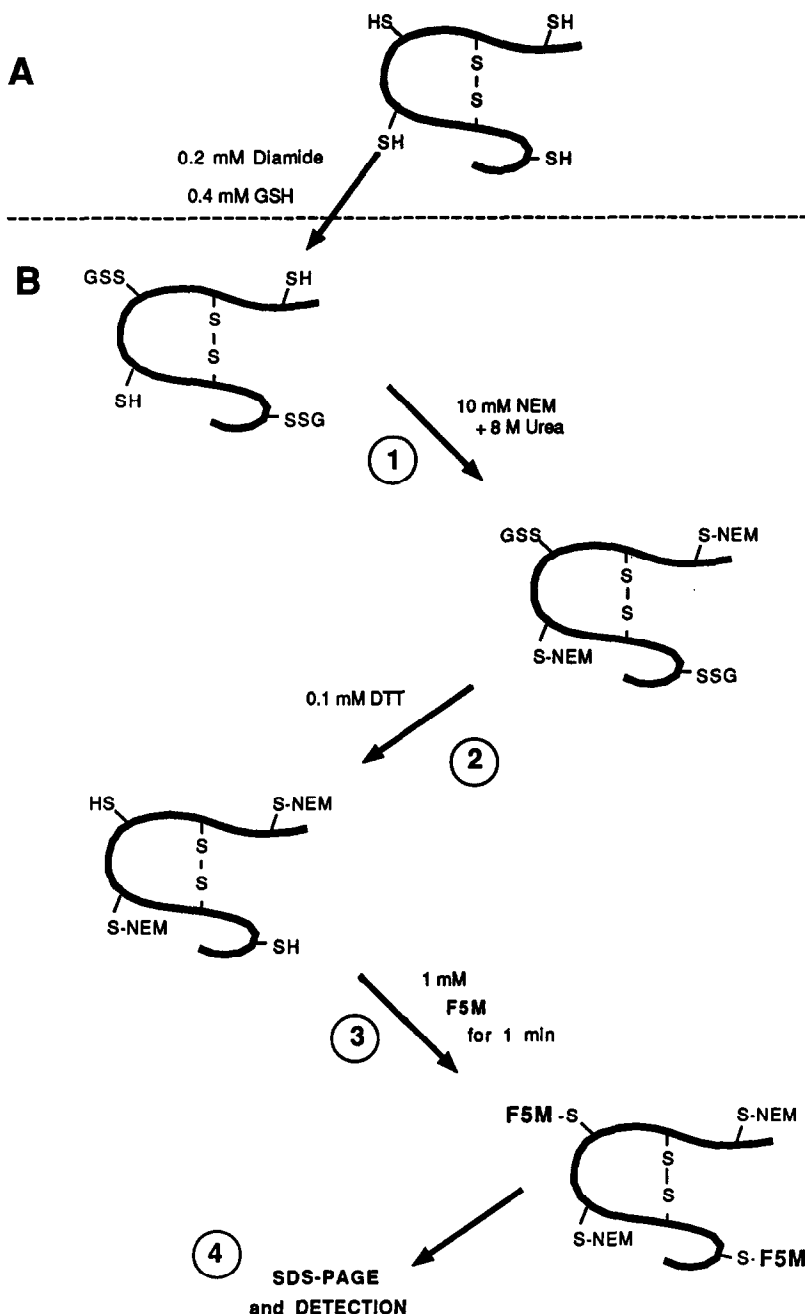 HS
SH
A
S
S
SH
SH
0.2 mM Diamide
0.4 mM GSH
B
GSS
SH
S
S
SH
SSG
10 mM NEM
+ 8 M Urea
1
GSS
S-NEM
S
S
S-NEM
SSG
0.1 mM DTT
2
HS
S-NEM
S
S
S-NEM
SH
1 mM
F5M
for 1 min
3
F5M -S
S-NEM
S
S
S-NEM
S- F5M
4
SDS-PAGE
and DETECTION